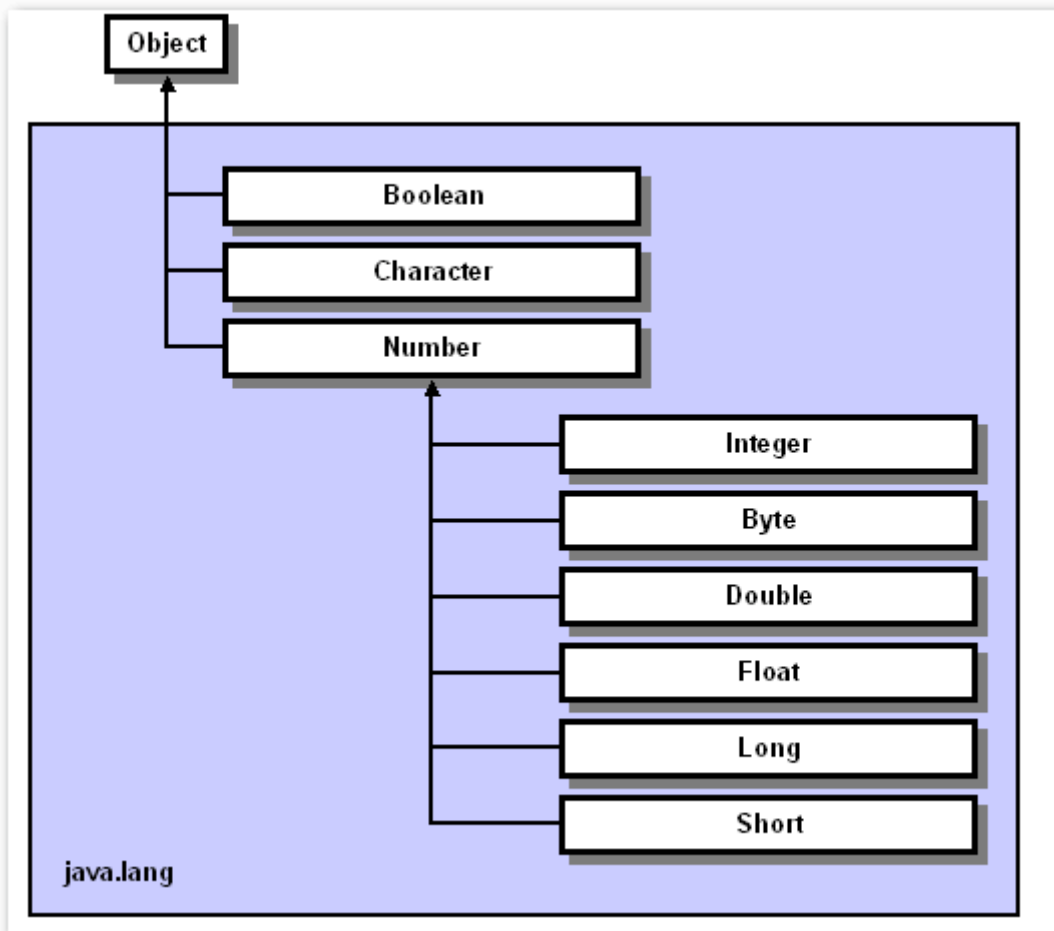 Object
Boolean
Character
Number
Integer
Byte
Double
Float
Long
Short
java.lang